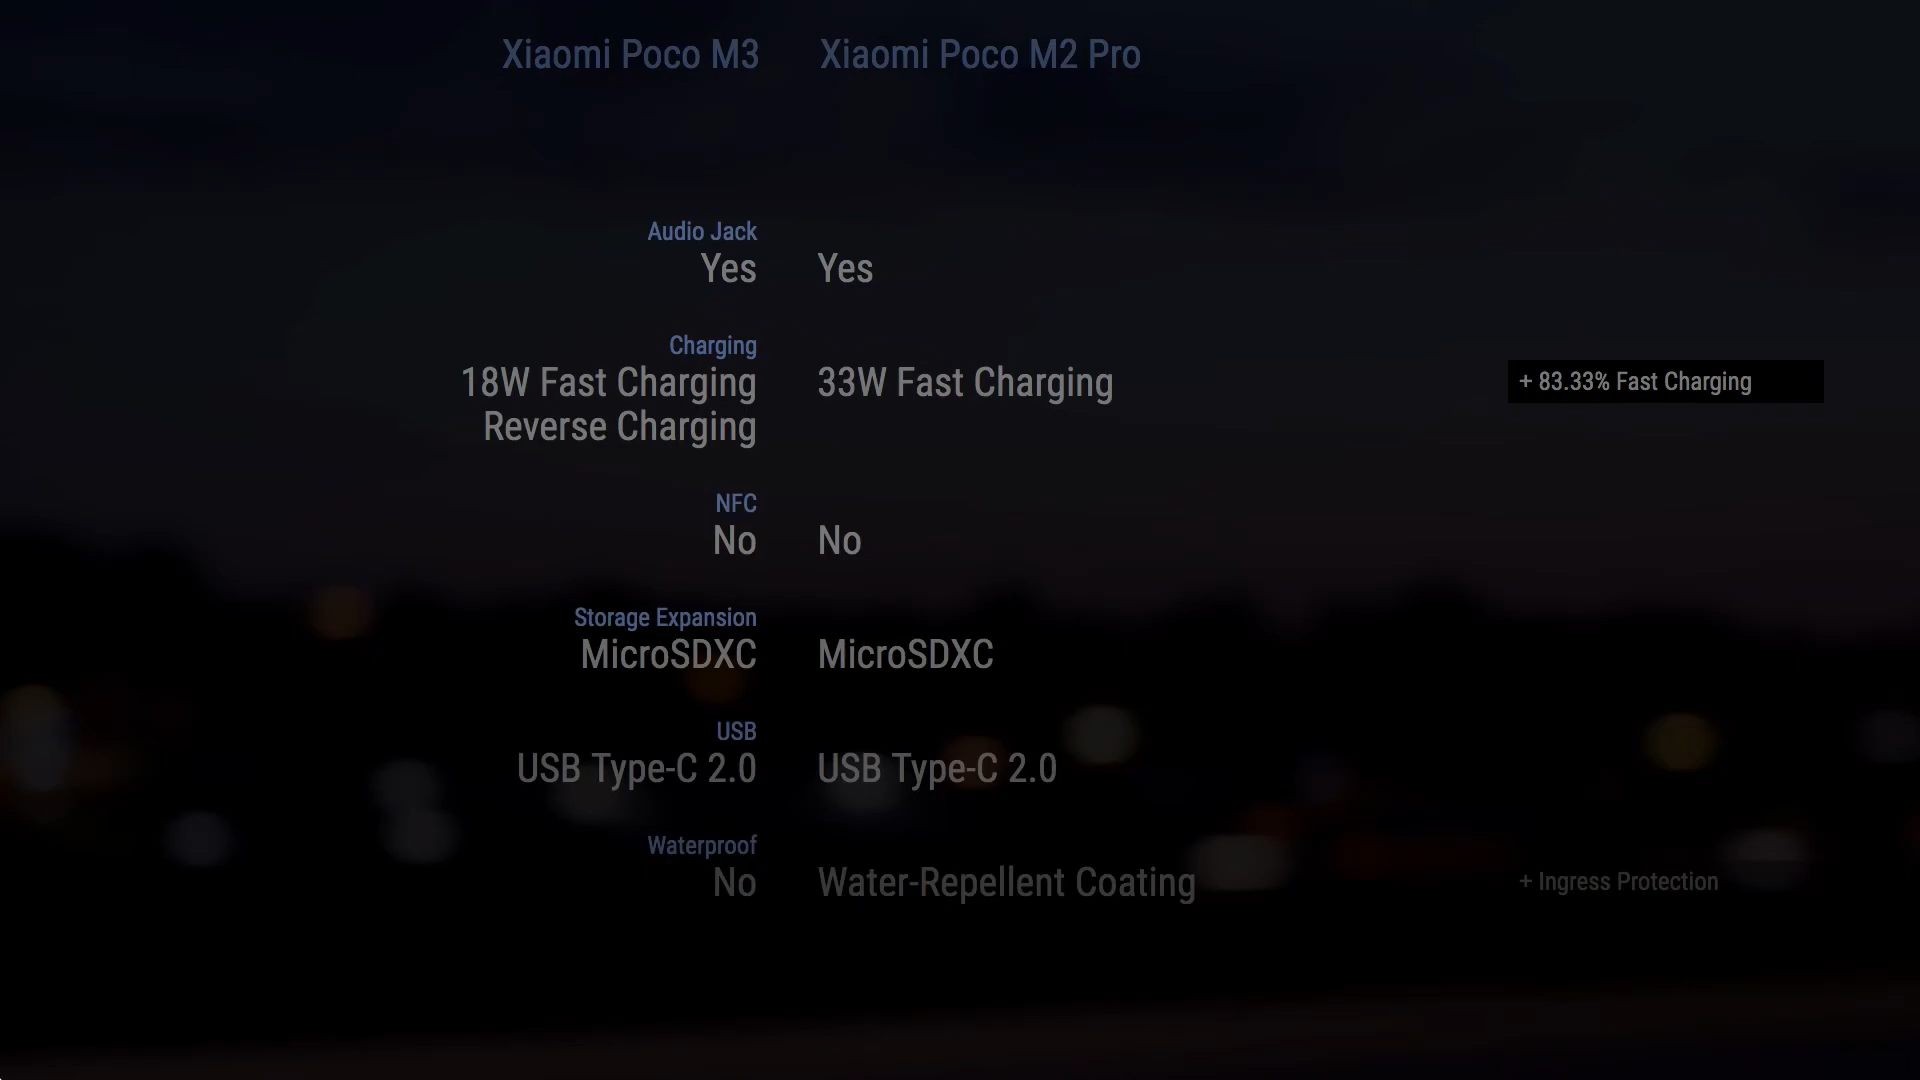 Xiaomi Poco M3 Xiaomi Poco M2 Pro
Audio Jack
Yes Yes
Charging
18W Fast Charging 33W Fast Charging + 83.33% Fast Charging
Reverse Charging
NFC
No No
Storage Expansion
MicroSDXC MicroSDXC
USB
USB Type-C 2.0 USB Type-C 2.0
Waterproof
No Water-Repellent Coating + Ingress Protection